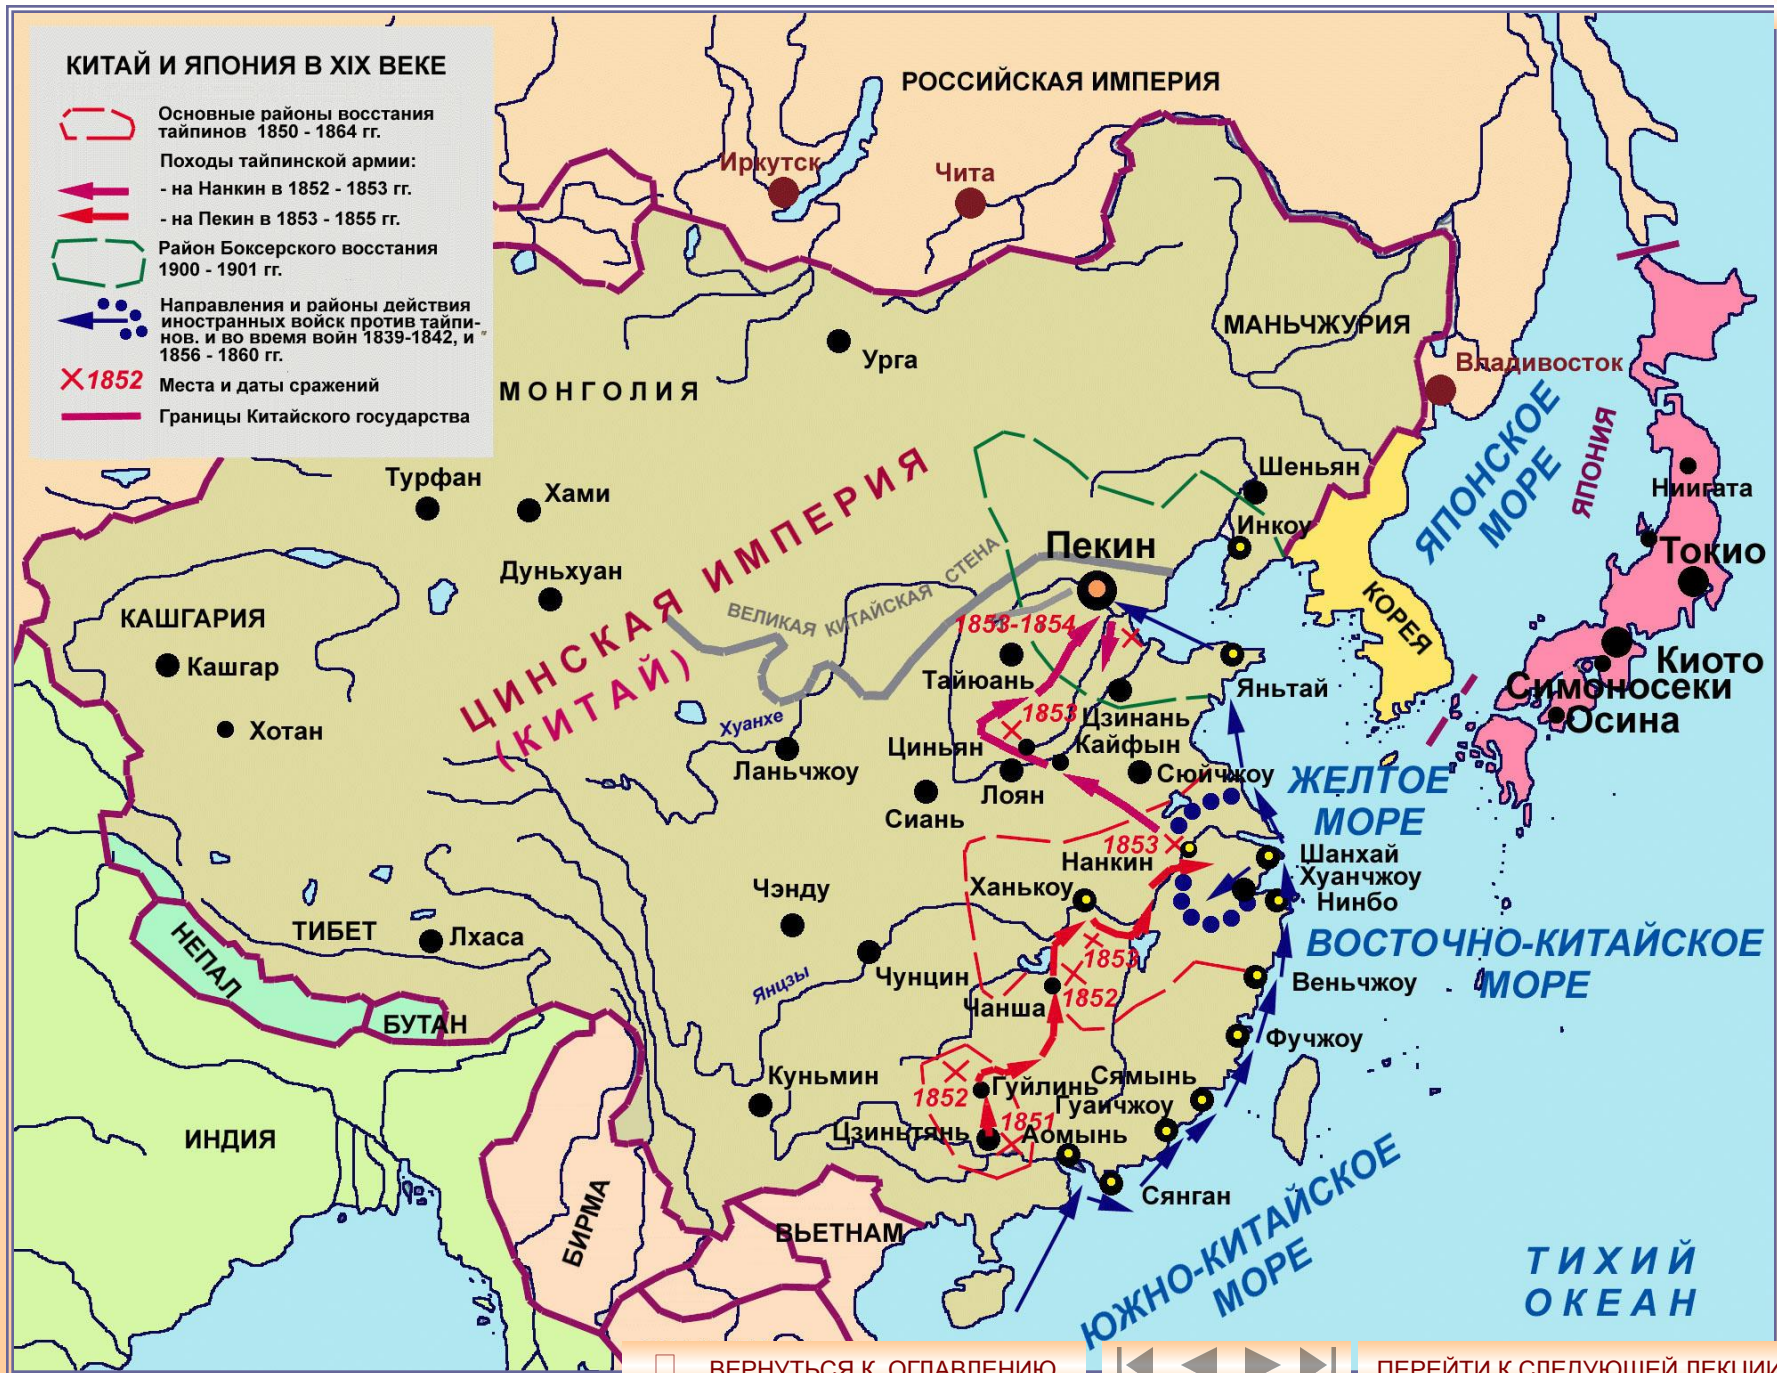 КИТАЙ И ЯПОНИЯ В XIX ВЕКЕ
Основные районы восстания
тайпинов 1850 - 1864 гг.
Походы тайпинской армии:
- на Нанкин в 1852 - 1853 гг.
- на Пекин в 1853 - 1855 гг.
Район Боксерского восстания
1900 - 1901 гг.
Направления и районы действия
иностранных войск против тайпи-
нов, и во время войн 1839-1842, и
1856 - 1860 гг.
1852 Места и даты сражений
Границы Китайского государства
РОССИЙСКАЯ ИМПЕРИЯ
Иркутск
Чита
МАНЬЧЖУРИЯ
Урга
Владивосток
МОНГОЛИЯ
ЯПОНСКОЕ
МОРЕ
ЯПОНИЯ
Турфан
Хами
Шеньян
Ниигата
Инкоу
Пекин
Токио
Дуньхуан
ЦИНСКАЯ ИМПЕРИЯ
(КИТАЙ)
ВЕЛИКАЯ КИТАЙСКАЯ СТЕНА
КОРЕЯ
КАШГАРИЯ
1853-1854
Кашгар
Тайюань
Яньтай
Киото
Симоносеки
Осина
Хотан
Хуанхе
1853
Цзинань
Циньян
Кайфын
Ланьчжоу
Лоян
Сюйчжоу
ЖЕЛТОЕ
МОРЕ
Сиань
1853
Нанкин
Шанхай
Хуанчжоу
Нинбо
Чэнду
Ханькоу
ТИБЕТ
Лхаса
НЕПАЛ
БУТАН
Чунцин
Янцзы
1853
ВОСТОЧНО-КИТАЙСКОЕ
МОРЕ
Чанша
1852
Веньчжоу
Фучжоу
Куньмин
Гуйлинь
Сямынь
1852
Гуаичжоу
1851
Цзиньтянь
Аомынь
ИНДИЯ
Сянган
БИРМА
ВЬЕТНАМ
ЮЖНО-КИТАЙСКОЕ
МОРЕ
ТИХИЙ
ОКЕАН
ВЕРНУТЬСЯ К ОГЛАВЛЕНИЮ
ПЕРЕЙТИ К СЛЕДУЮЩЕЙ ЛЕКЦИИ